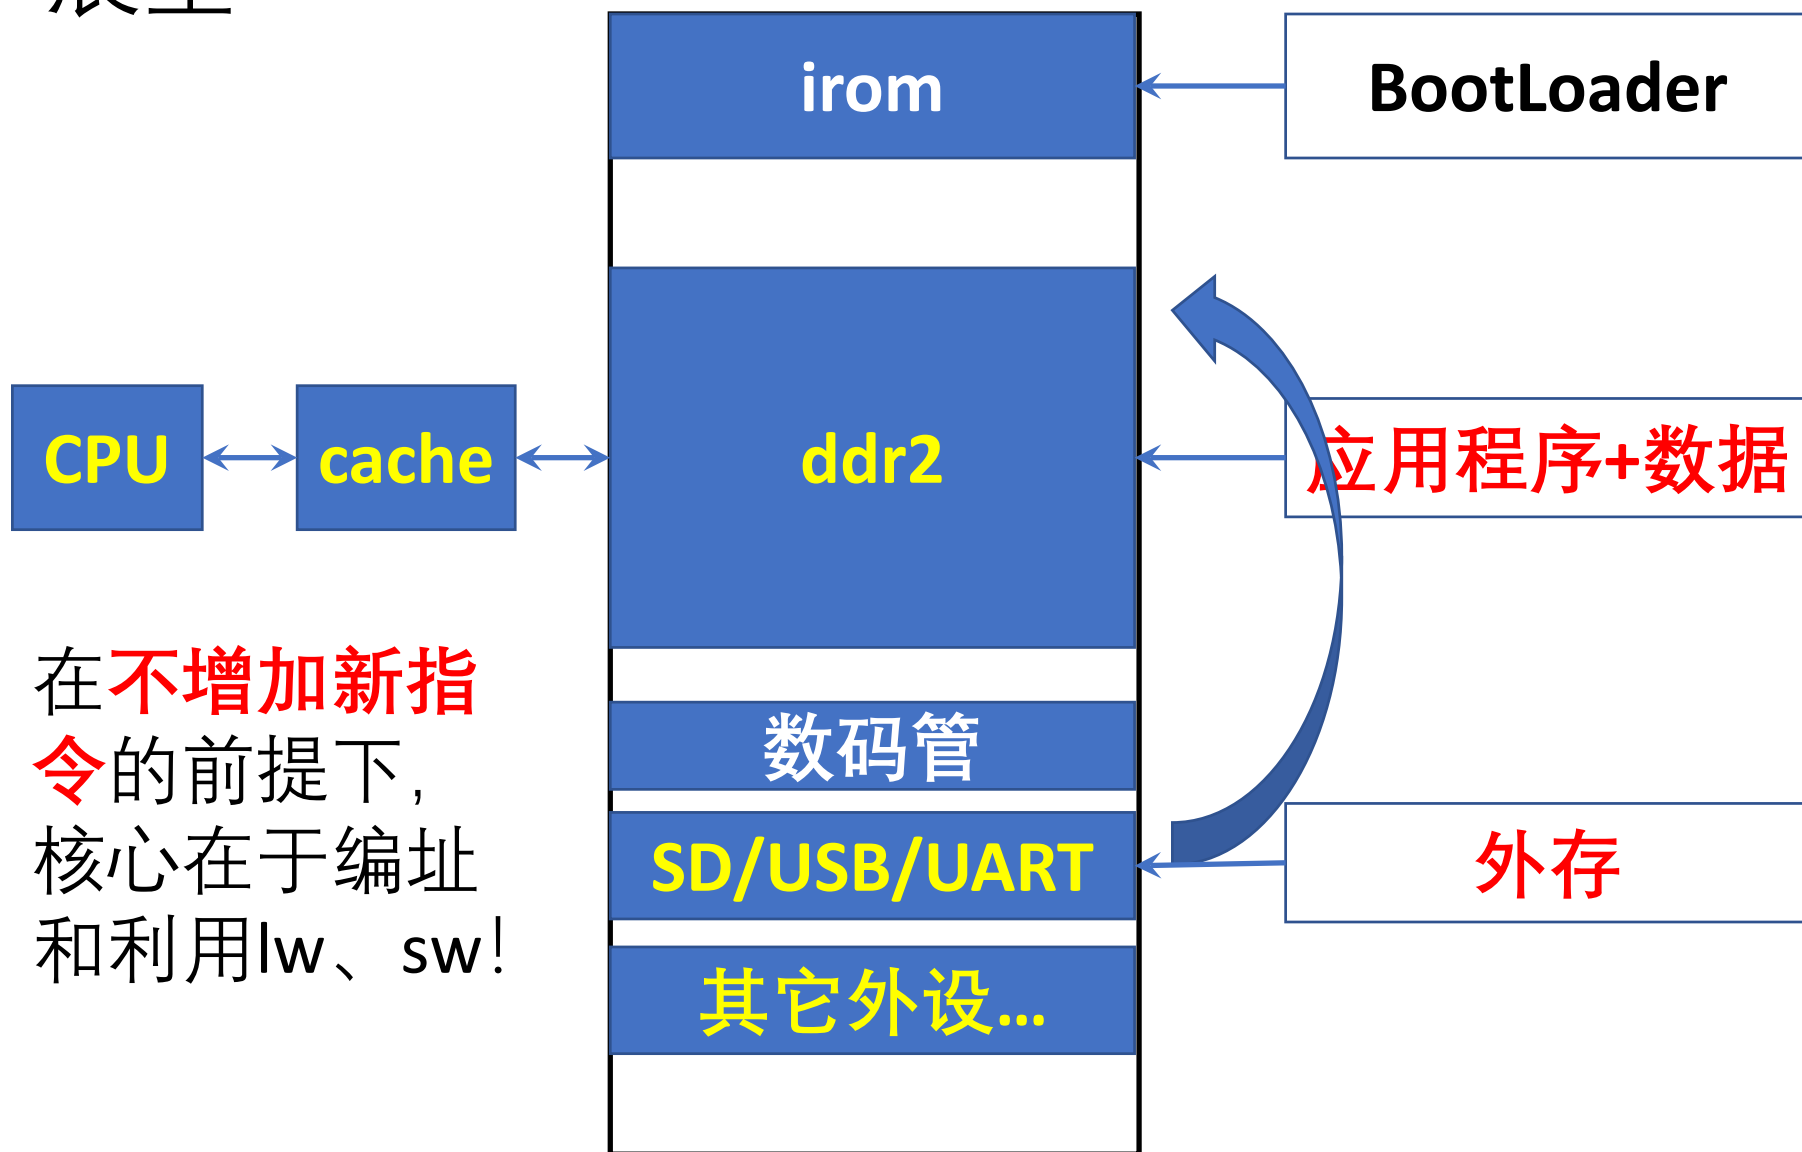 irom
BootLoader
CPU
cache
ddr2
应用程序+数据
在不增加新指
令的前提下,
核心在于编址
和利用lw、sw!
数码管
SD/USB/UART
外存
其它外设...